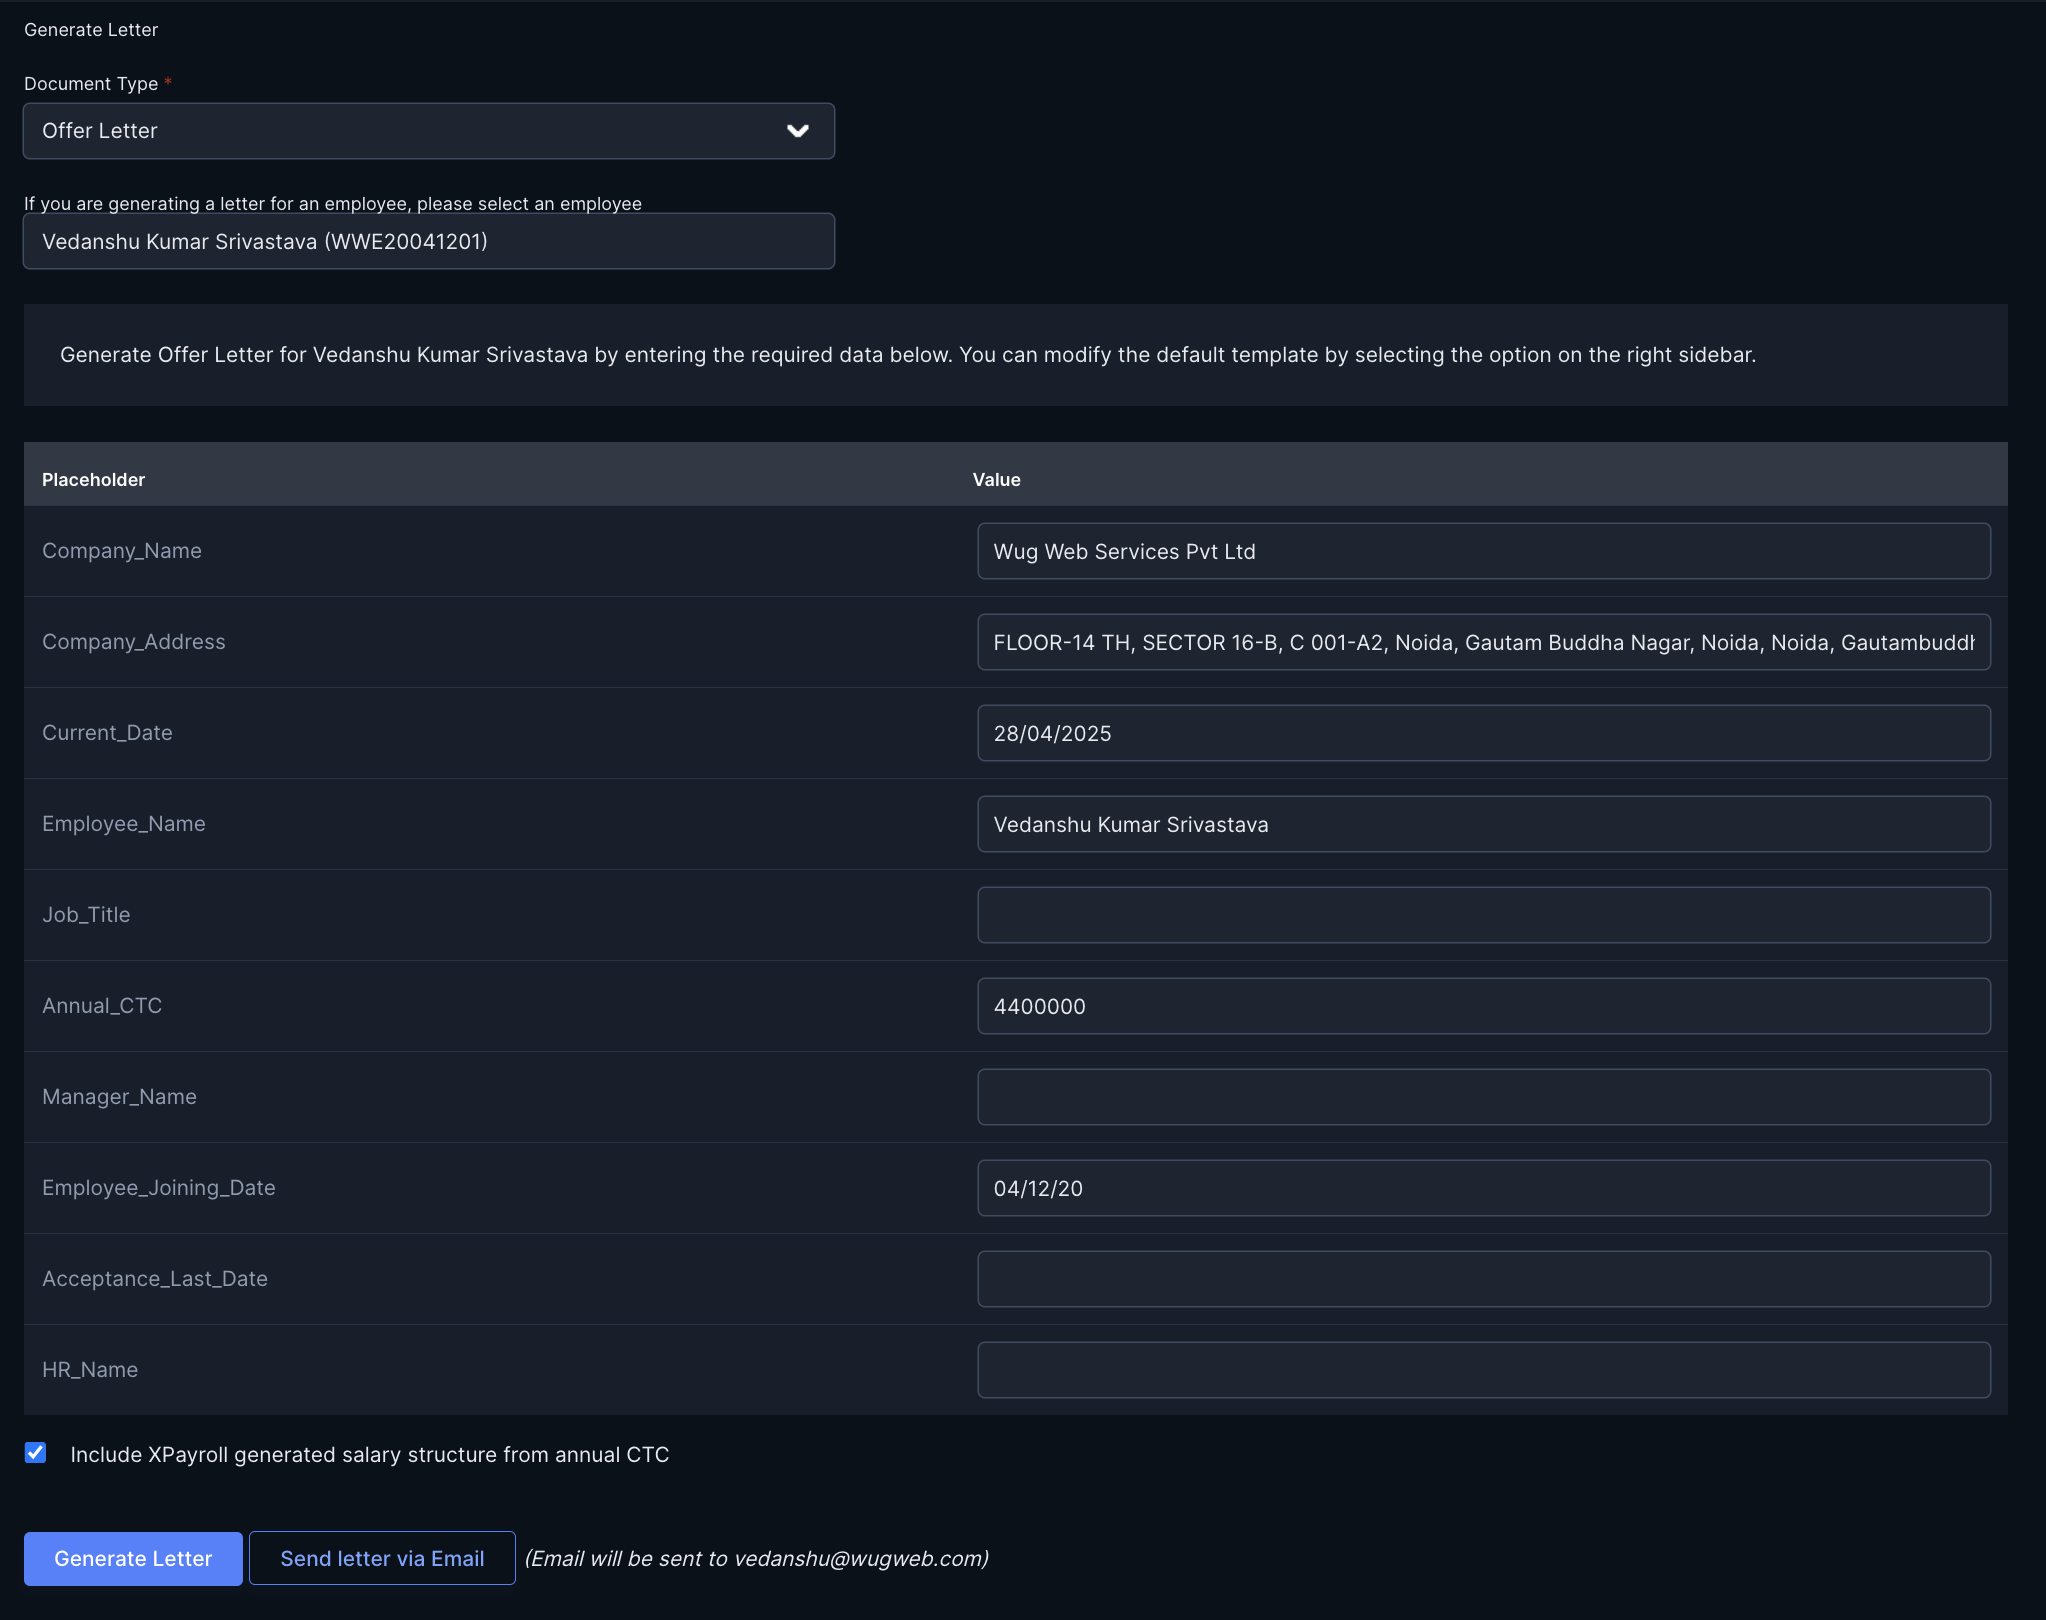 Generate Letter
Document Type *
Offer Letter
If you are generating a letter for an employee, please select an employee
Vedanshu Kumar Srivastava (WWE20041201)
Generate Offer Letter for Vedanshu Kumar Srivastava by entering the required data below. You can modify the default template by selecting the option on the right sidebar.
Placeholder Value
Company_Name Wug Web Services Pvt Ltd
Company_Address FLOOR-14 TH, SECTOR 16-B, C 001-A2, Noida, Gautam Buddha Nagar, Noida, Noida, Gautambuddh
Current_Date 28/04/2025
Employee_Name Vedanshu Kumar Srivastava
Job_Title
Annual_CTC 4400000
Manager_Name
Employee_Joining_Date 04/12/20
Acceptance_Last_Date
HR_Name
Include XPayroll generated salary structure from annual CTC
Generate Letter Send letter via Email (Email will be sent to vedanshu@wugweb.com)